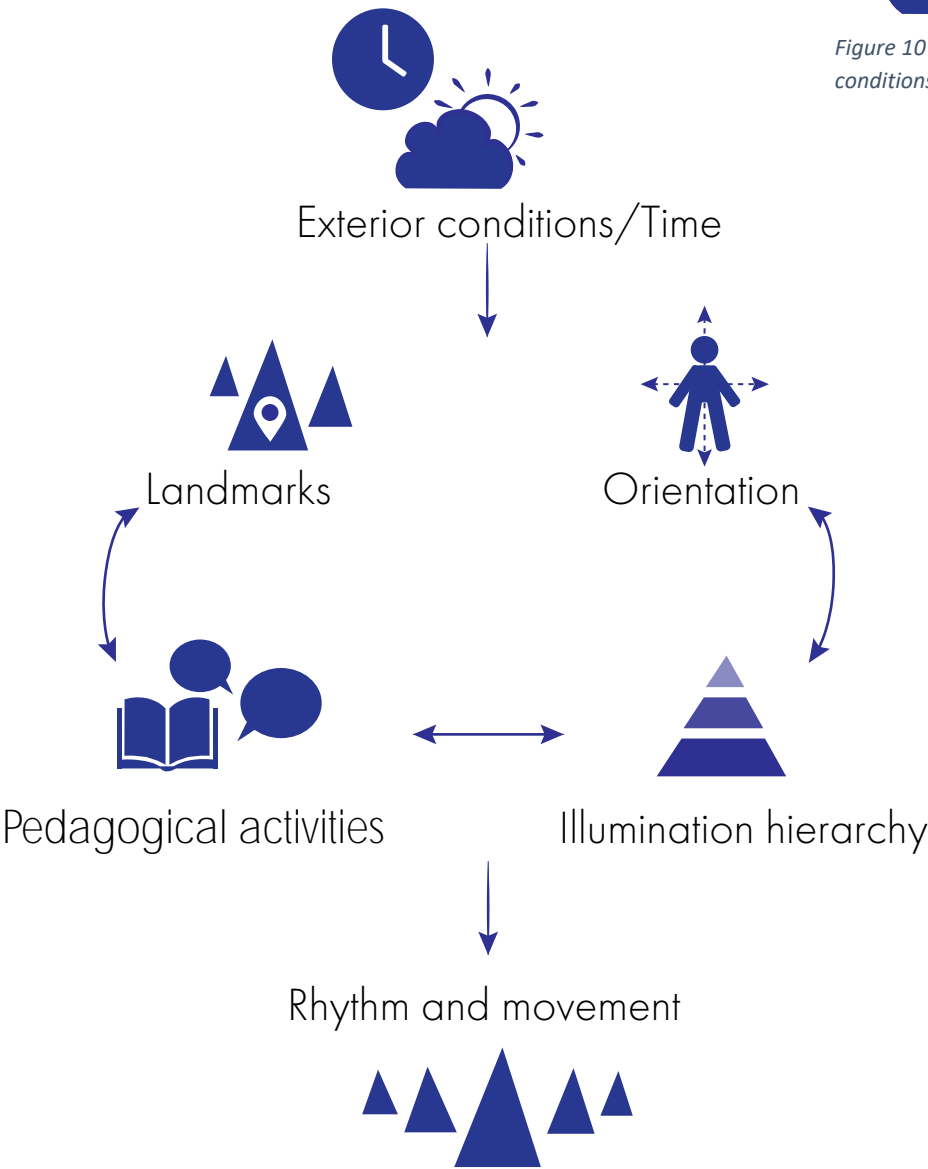 Figure 10
conditions
Exterior conditions/Time
Landmarks
Orientation
Pedagogical activities
Illumination hierarchy
Rhythm and movement